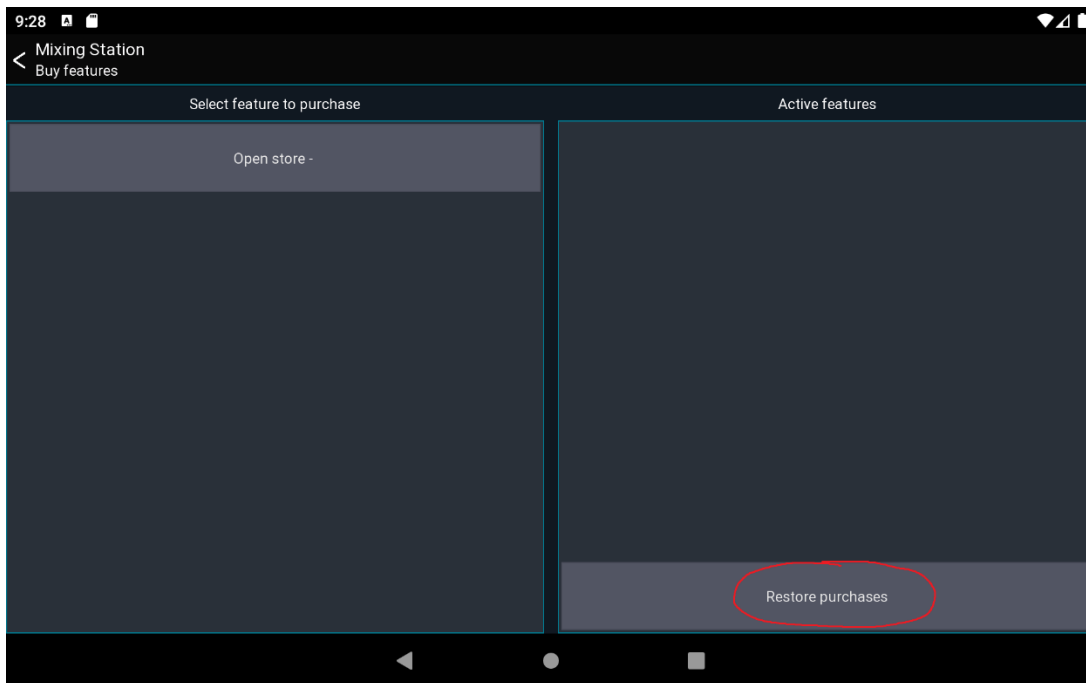 9:28
Mixing Station
Buy features
Select feature to purchase
Active features
Open store -
Restore purchases